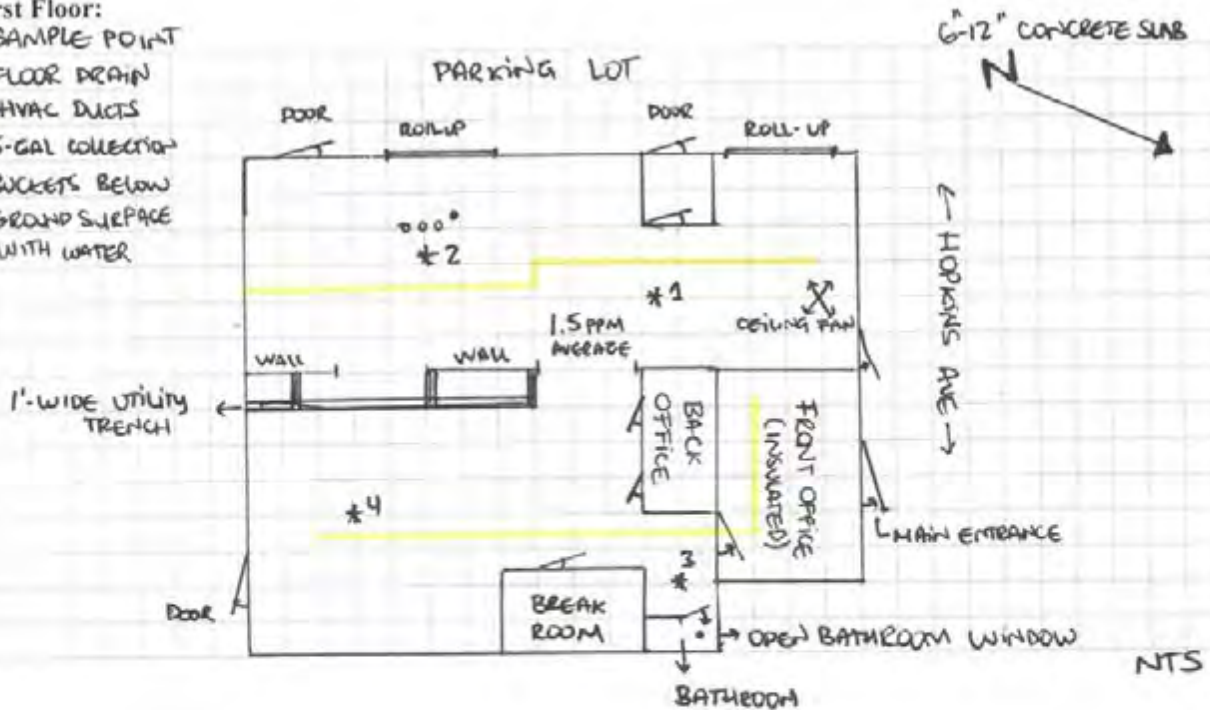 rst Floor:
SAMPLE POINT
FLOOR DRAIN
HVAC DUCTS
5-GAL COLLECTION
BUCKETS BELOW
GROUND SURFACE
WITH WATER
6"-12" CONCRETE SLAB
N
PARKING LOT
DOOR
ROLLUP
DOOR
ROLL-UP
*2
*1
CEILING FAN
1.5 PPM
AVERAGE
WALL
WALL
1'-WIDE UTILITY
TRENCH
BACK
OFFICE
FRONT OFFICE
(INSULATED)
← HOPKINS AVE →
MAIN ENTRANCE
*4
3
*
DOOR
BREAK
ROOM
OPEN BATHROOM WINDOW
BATHROOM
NTS